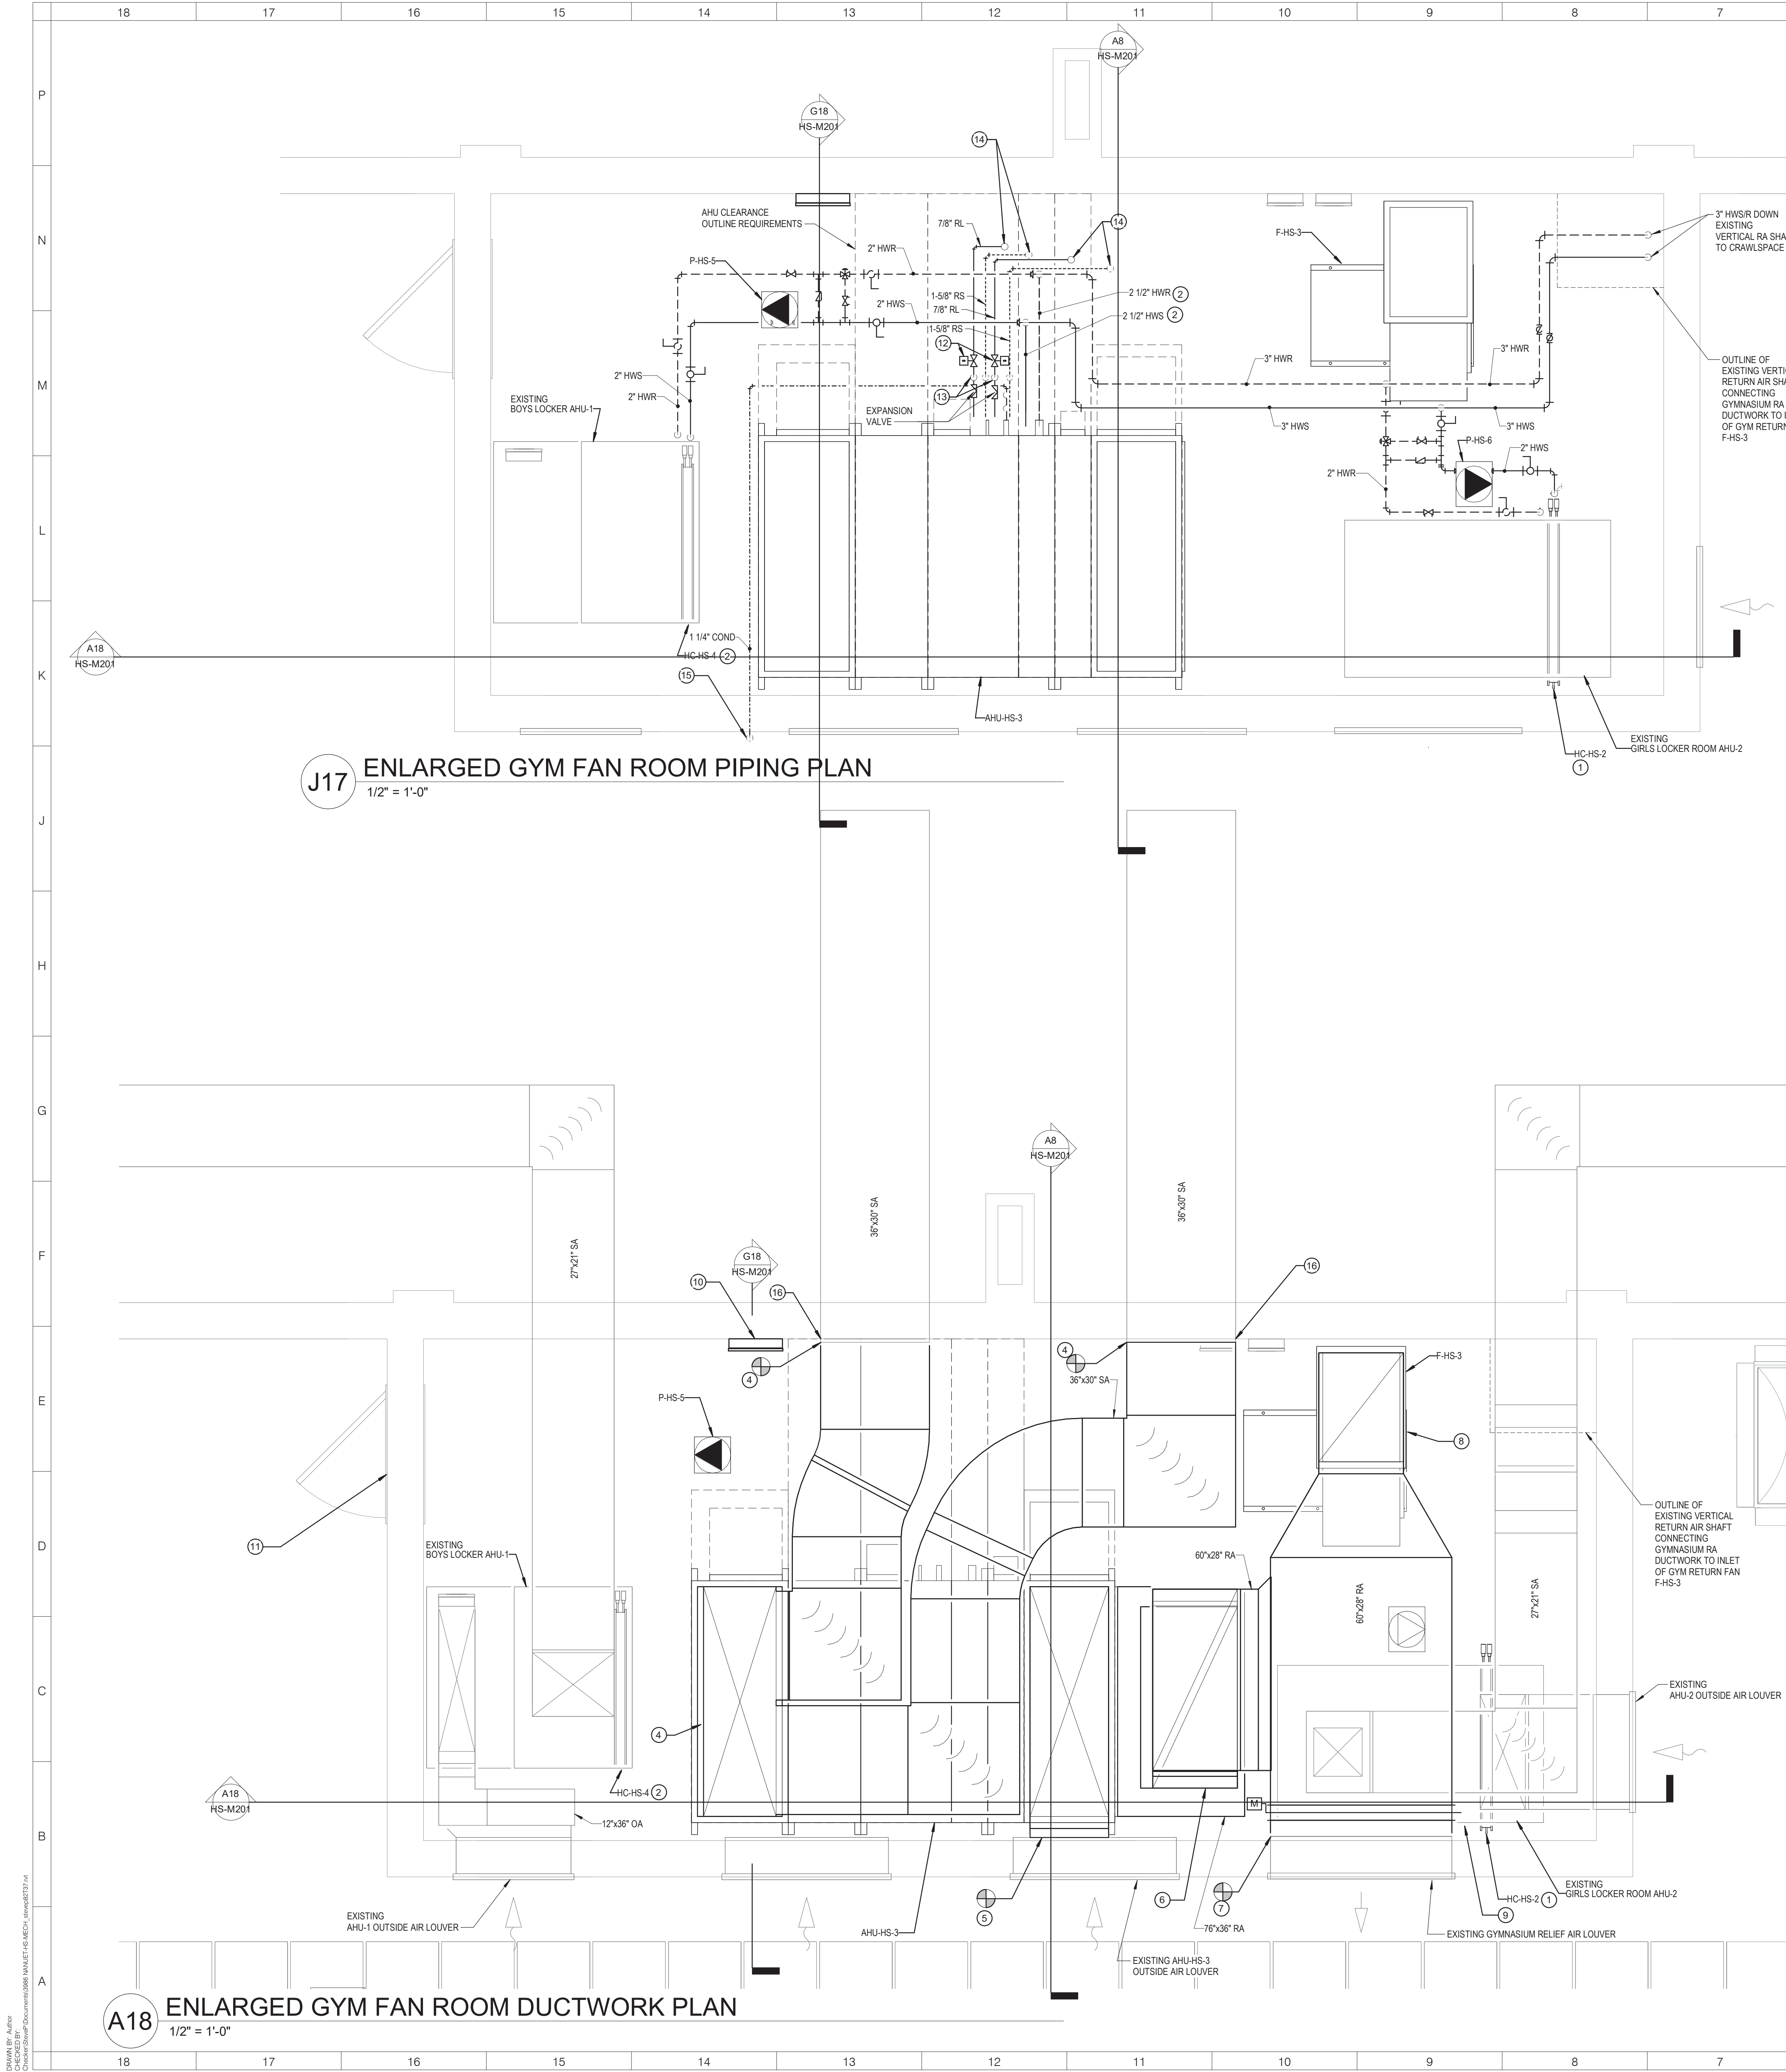 18 17 16 15 14 13 12 11 10 9 8 7
P
N
M
L
K
J
H
G
F
E
D
C
B
A
A8
HS-M201
G18
HS-M201
14
AHU CLEARANCE
OUTLINE REQUIREMENTS
7/8" RL
14
F-HS-3
3" HWS/R DOWN
EXISTING
VERTICAL RA SHA
TO CRAWLSPACE
2" HWR
P-HS-5
1-5/8" RS
7/8" RL
2" HWS
1-5/8" RS
2 1/2" HWR 2
2 1/2" HWS 2
12
13
3" HWR
3" HWR
OUTLINE OF
EXISTING VERTI
RETURN AIR SHA
CONNECTING
GYMNASIUM RA
DUCTWORK TO I
OF GYM RETURN
F-HS-3
2" HWS
2" HWR
EXISTING
BOYS LOCKER AHU-1
EXPANSION
VALVE
3" HWS
3" HWS
P-HS-6
2" HWS
2" HWR
1 1/4" COND
HC-HS-4 2
15
A18
HS-M201
AHU-HS-3
HC-HS-2
1
EXISTING
GIRLS LOCKER ROOM AHU-2
J17
ENLARGED GYM FAN ROOM PIPING PLAN
1/2" = 1'-0"
A8
HS-M201
36"x30" SA
36"x30" SA
27"x21" SA
G18
HS-M201
10
16
16
4
4
36"x30" SA
F-HS-3
P-HS-5
8
11
EXISTING
BOYS LOCKER AHU-1
OUTLINE OF
EXISTING VERTICAL
RETURN AIR SHAFT
CONNECTING
GYMNASIUM RA
DUCTWORK TO INLET
OF GYM RETURN FAN
F-HS-3
60"x28" RA
60"x28" RA
27"x21" SA
4
EXISTING
AHU-2 OUTSIDE AIR LOUVER
A18
HS-M201
HC-HS-4 2
M
12"x36" OA
5
6
7
HC-HS-2 1
9
EXISTING
GIRLS LOCKER ROOM AHU-2
EXISTING
AHU-1 OUTSIDE AIR LOUVER
AHU-HS-3
76"x36" RA
EXISTING GYMNASIUM RELIEF AIR LOUVER
EXISTING AHU-HS-3
OUTSIDE AIR LOUVER
A18
ENLARGED GYM FAN ROOM DUCTWORK PLAN
1/2" = 1'-0"
18 17 16 15 14 13 12 11 10 9 8 7
DRAWN BY: Author
CHECKED BY: